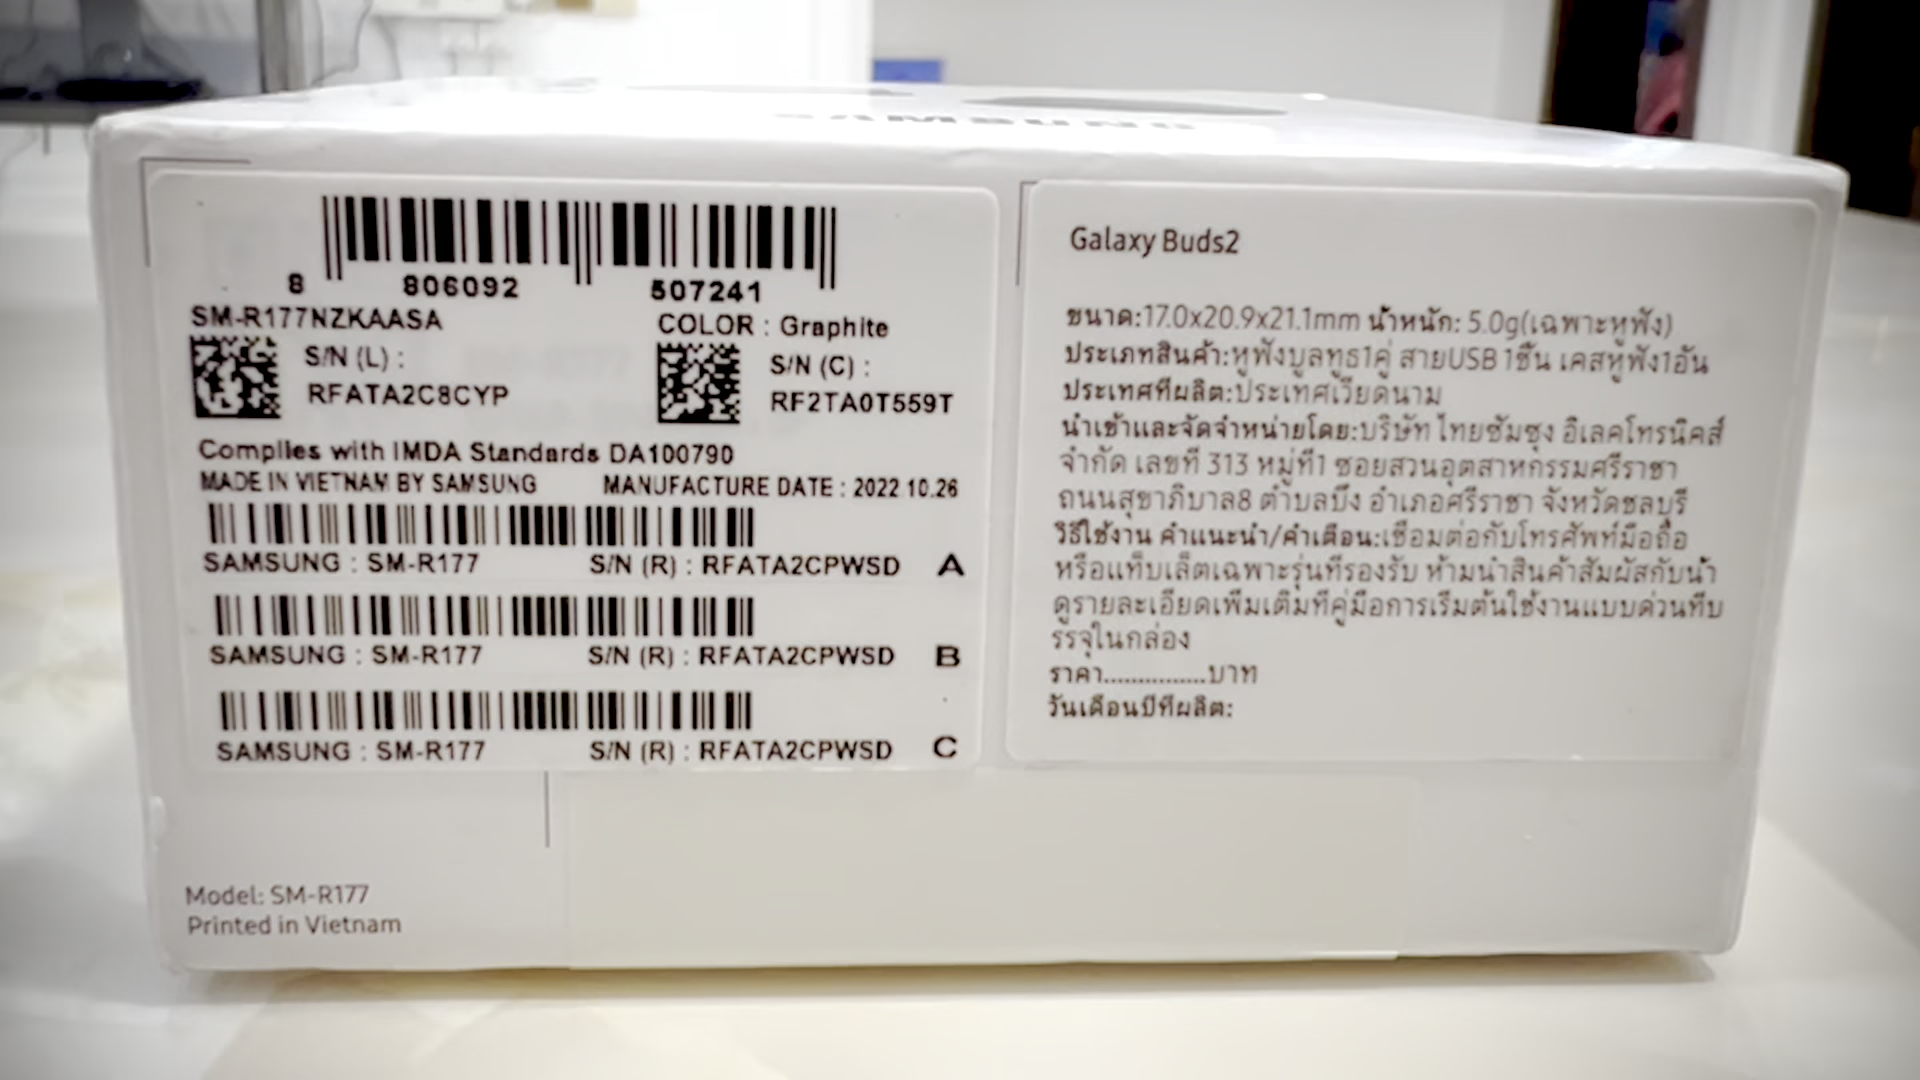 SAMSUNG
8 806092 507241
SM-R177NZKAASA
COLOR : Graphite
S/N (L) :
RFATA2C8CYP
S/N (C) :
RF2TA0T559T
Complies with IMDA Standards DA100790
MADE IN VIETNAM BY SAMSUNG MANUFACTURE DATE : 2022.10.26
SAMSUNG : SM-R177 S/N (R) : RFATA2CPWSD A
SAMSUNG : SM-R177 S/N (R) : RFATA2CPWSD B
SAMSUNG : SM-R177 S/N (R) : RFATA2CPWSD C
Model: SM-R177
Printed in Vietnam
Galaxy Buds2
ขนาด:17.0x20.9x21.1mm น้ำหนัก: 5.0g(เฉพาะหูฟัง)
ประเภทสินค้า:หูฟังบูลทูธ1คู่ สายUSB 1ชิ้น เคสหูฟัง1อัน
ประเทศที่ผลิต:ประเทศเวียดนาม
นำเข้าและจัดจำหน่ายโดย:บริษัท ไทยซัมซุง อิเลคโทรนิคส์
จำกัด เลขที่ 313 หมู่ที่1 ซอยสวนอุตสาหกรรมศรีราชา
ถนนสุขาภิบาล8 ตำบลบึง อำเภอศรีราชา จังหวัดชลบุรี
วิธีใช้งาน คำแนะนำ/คำเตือน:เชื่อมต่อกับโทรศัพท์มือถือ
หรือแท็บเล็ตเฉพาะรุ่นที่รองรับ ห้ามนำสินค้าสัมผัสกับน้ำ
ดูรายละเอียดเพิ่มเติมที่คู่มือการเริ่มต้นใช้งานแบบด่วนที่บ
รรจุในกล่อง
ราคา................บาท
วันเดือนปีที่ผลิต: